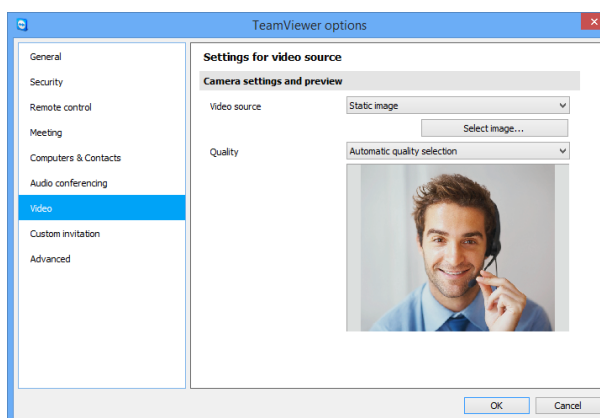 TeamViewer options
General
Security
Remote control
Meeting
Computers & Contacts
Audio conferencing
Video
Custom invitation
Advanced
Settings for video source
Camera settings and preview
Video source Static image
Select image...
Quality Automatic quality selection
OK Cancel